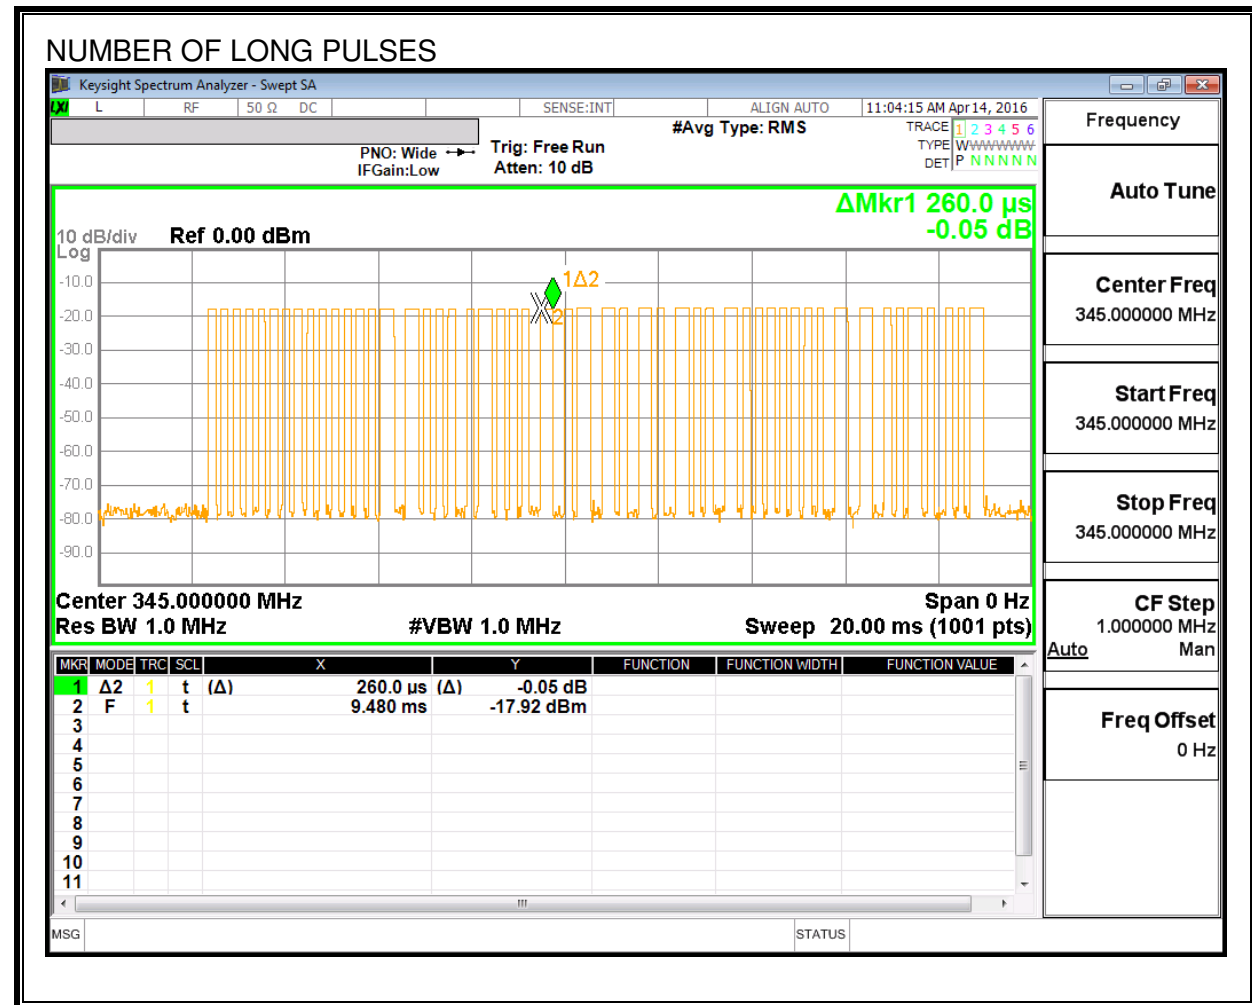 NUMBER OF LONG PULSES
Keysight Spectrum Analyzer - Swept SA
LXI L RF 50 Ω DC SENSE:INT ALIGN AUTO 11:04:15 AM Apr 14, 2016
Frequency
#Avg Type: RMS
TRACE 1 2 3 4 5 6
TYPE WWWWWWW
DET P N N N N N
PNO: Wide
IFGain:Low
Trig: Free Run
Atten: 10 dB
Auto Tune
ΔMkr1 260.0 µs
-0.05 dB
10 dB/div Ref 0.00 dBm
Log
1Δ2
X2
-10.0
-20.0
-30.0
-40.0
-50.0
-60.0
-70.0
-80.0
-90.0
Center Freq
345.000000 MHz
Start Freq
345.000000 MHz
Stop Freq
345.000000 MHz
Center 345.000000 MHz Span 0 Hz
Res BW 1.0 MHz #VBW 1.0 MHz Sweep 20.00 ms (1001 pts)
CF Step
1.000000 MHz
Auto Man
MKR MODE TRC SCL X Y FUNCTION FUNCTION WIDTH FUNCTION VALUE
1 Δ2 1 t (Δ) 260.0 µs (Δ) -0.05 dB
2 F 1 t 9.480 ms -17.92 dBm
3
4
5
6
7
8
9
10
11
Freq Offset
0 Hz
MSG STATUS